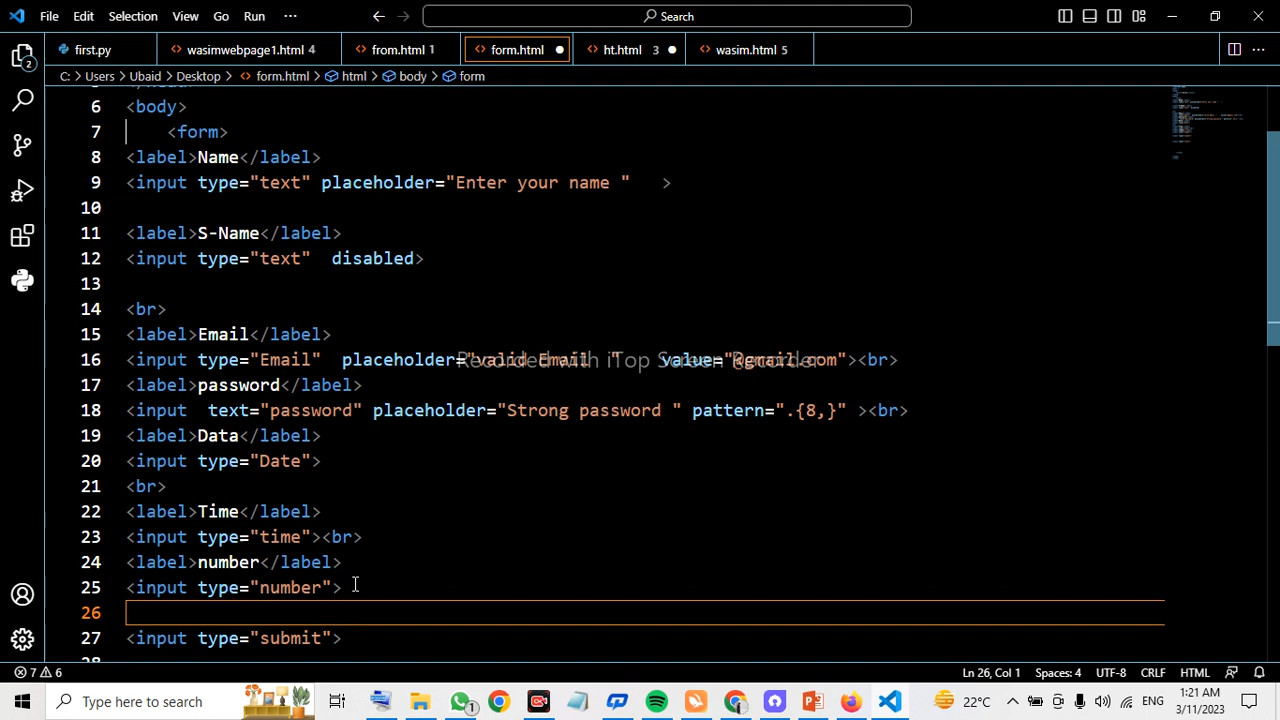 File Edit Selection View Go Run ··· Search
first.py wasimwebpage1.html 4 from.html 1 form.html ht.html 3 wasim.html 5
C: > Users > Ubaid > Desktop > form.html > html > body > form
6 <body>
7 <form>
8 <label>Name</label>
9 <input type="text" placeholder="Enter your name " >
10
11 <label>S-Name</label>
12 <input type="text" disabled>
13
14 <br>
15 <label>Email</label>
16 <input type="Email" placeholder="valid Email " value="@gmail.com"><br>
Recorded with iTop Screen Recorder
17 <label>password</label>
18 <input text="password" placeholder="Strong password " pattern=".{8,}" ><br>
19 <label>Data</label>
20 <input type="Date">
21 <br>
22 <label>Time</label>
23 <input type="time"><br>
24 <label>number</label>
25 <input type="number">
26
27 <input type="submit">
7 6 Ln 26, Col 1 Spaces: 4 UTF-8 CRLF HTML
Type here to search 22°C ENG 1:21 AM
3/11/2023